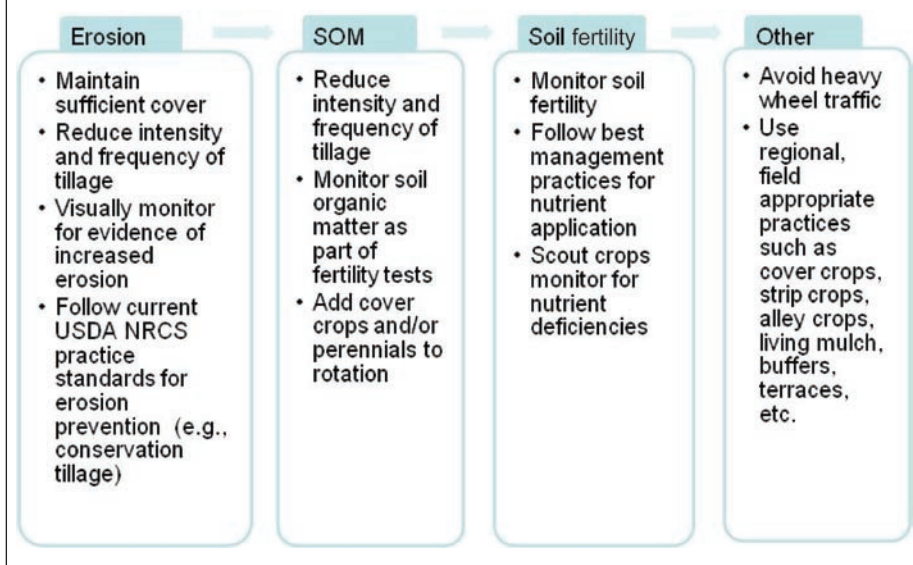 Erosion
• Maintain
sufficient cover
• Reduce intensity
and frequency of
tillage
• Visually monitor
for evidence of
increased
erosion
• Follow current
USDA NRCS
practice
standards for
erosion
prevention (e.g.,
conservation
tillage)
SOM
• Reduce
intensity and
frequency of
tillage
• Monitor soil
organic
matter as
part of
fertility tests
• Add cover
crops and/or
perennials to
rotation
Soil fertility
• Monitor soil
fertility
• Follow best
management
practices for
nutrient
application
• Scout crops
monitor for
nutrient
deficiencies
Other
• Avoid heavy
wheel traffic
• Use
regional,
field
appropriate
practices
such as
cover crops,
strip crops,
alley crops,
living mulch,
buffers,
terraces,
etc.